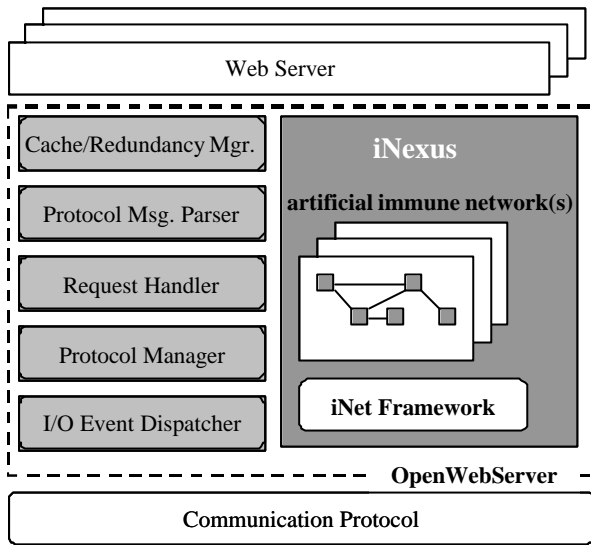 Web Server
Cache/Redundancy Mgr.
Protocol Msg. Parser
Request Handler
Protocol Manager
I/O Event Dispatcher
iNexus
artificial immune network(s)
iNet Framework
OpenWebServer
Communication Protocol